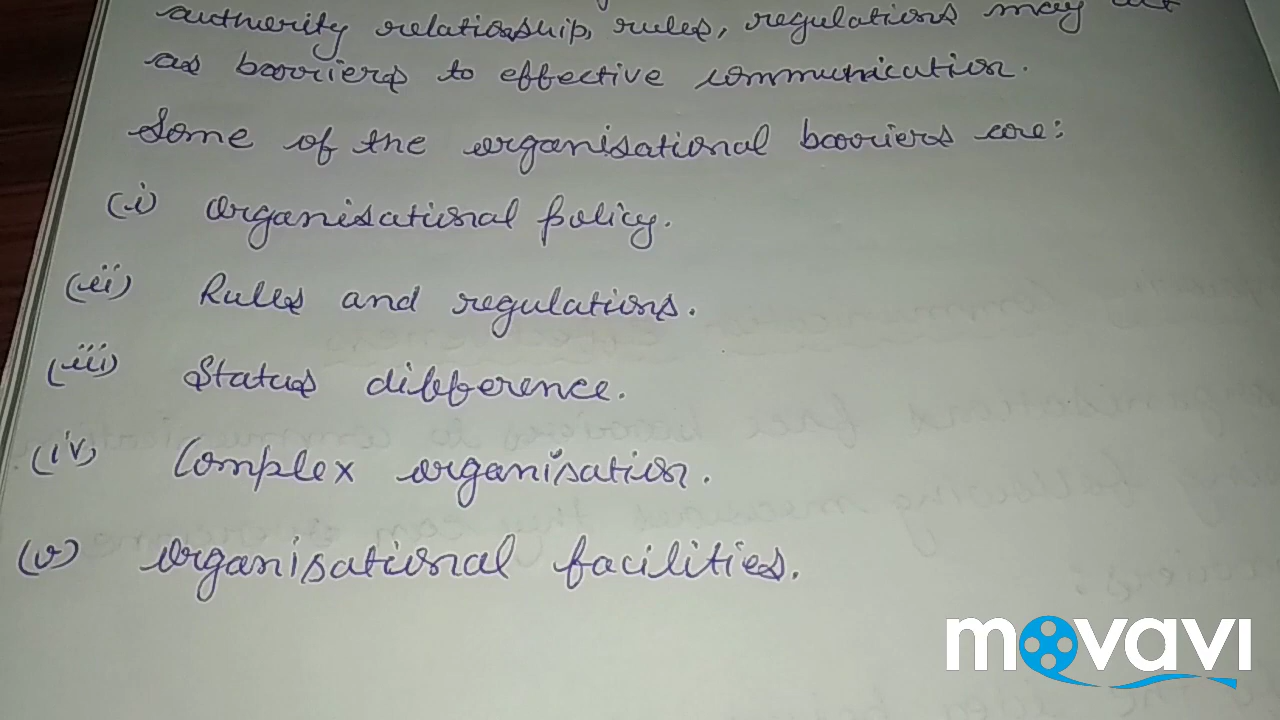 authority relatioship, rules, regulations may act
as barriers to effective communication.
Some of the organisational barriers are:
(i) organisational policy.
(ii) Rules and regulations.
(iii) Status difference.
(iv) Complex organisation.
(v) organisational facilities.
movavi